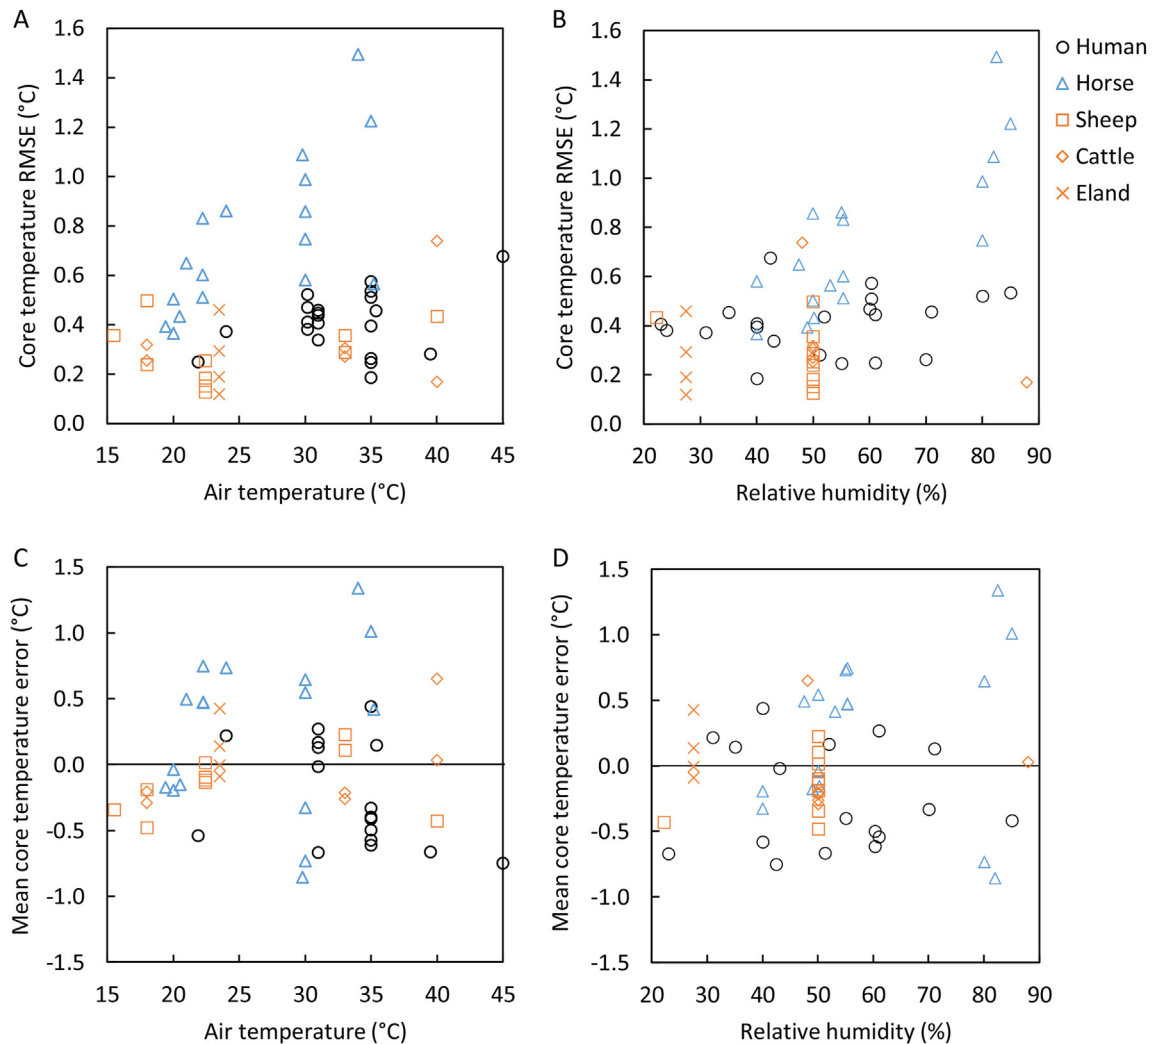 A
Core temperature RMSE (°C)
1.6
1.4
1.2
1.0
0.8
0.6
0.4
0.2
0.0
15 20 25 30 35 40 45
Air temperature (°C)
B
Core temperature RMSE (°C)
1.6
1.4
1.2
1.0
0.8
0.6
0.4
0.2
0.0
20 30 40 50 60 70 80 90
Relative humidity (%)
Human
Horse
Sheep
Cattle
Eland
C
Mean core temperature error (°C)
1.5
1.0
0.5
0.0
-0.5
-1.0
-1.5
15 20 25 30 35 40 45
Air temperature (°C)
D
Mean core temperature error (°C)
1.5
1.0
0.5
0.0
-0.5
-1.0
-1.5
20 30 40 50 60 70 80 90
Relative humidity (%)